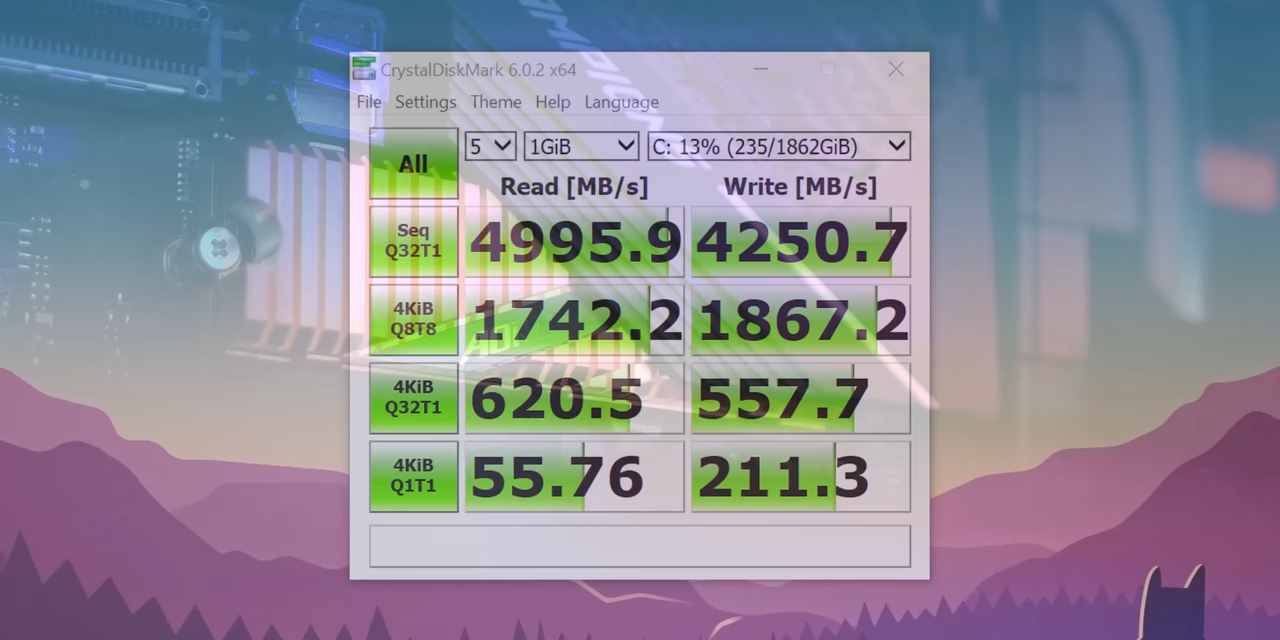 CrystalDiskMark 6.0.2 x64
File Settings Theme Help Language
All 5 1GiB C: 13% (235/1862GiB)
Read [MB/s] Write [MB/s]
Seq
Q32T1 4995.9 4250.7
4KiB
Q8T8 1742.2 1867.2
4KiB
Q32T1 620.5 557.7
4KiB
Q1T1 55.76 211.3